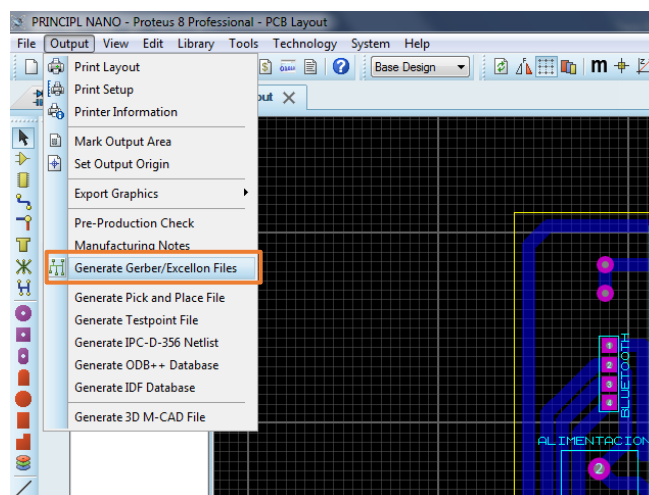 PRINCIPL NANO - Proteus 8 Professional - PCB Layout
File Output View Edit Library Tools Technology System Help
Base Design
Print Layout
Print Setup
Printer Information
Mark Output Area
Set Output Origin
Export Graphics
Pre-Production Check
Manufacturing Notes
Generate Gerber/Excellon Files
Generate Pick and Place File
Generate Testpoint File
Generate IPC-D-356 Netlist
Generate ODB++ Database
Generate IDF Database
Generate 3D M-CAD File
1
2
3
4
BLUETOOTH
ALIMENTACION
2